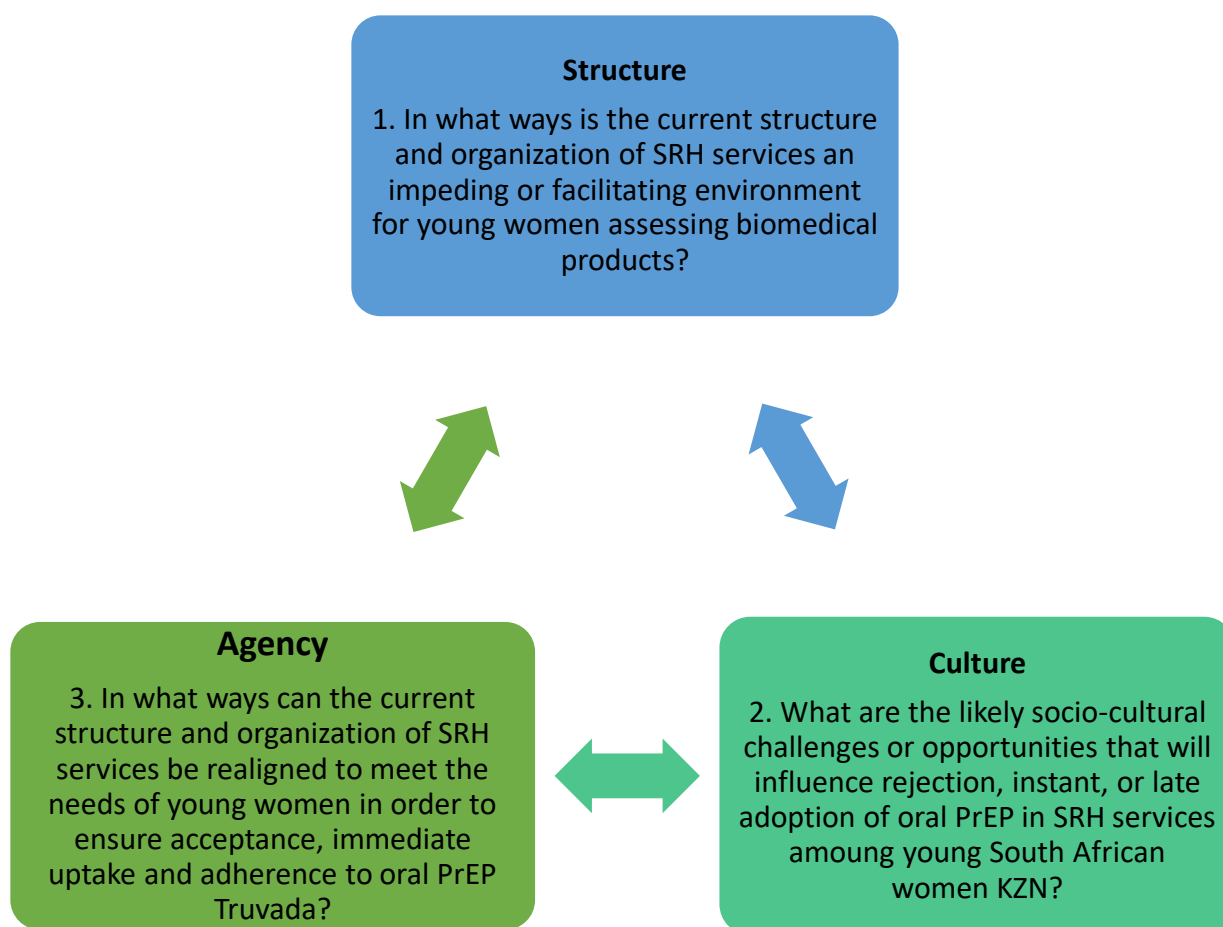 Structure
1. In what ways is the current structure
and organization of SRH services an
impeding or facilitating environment
for young women assessing biomedical
products?
Agency
3. In what ways can the current
structure and organization of SRH
services be realigned to meet the
needs of young women in order to
ensure acceptance, immediate
uptake and adherence to oral PrEP
Truvada?
Culture
2. What are the likely socio-cultural
challenges or opportunities that will
influence rejection, instant, or late
adoption of oral PrEP in SRH services
amoung young South African
women KZN?